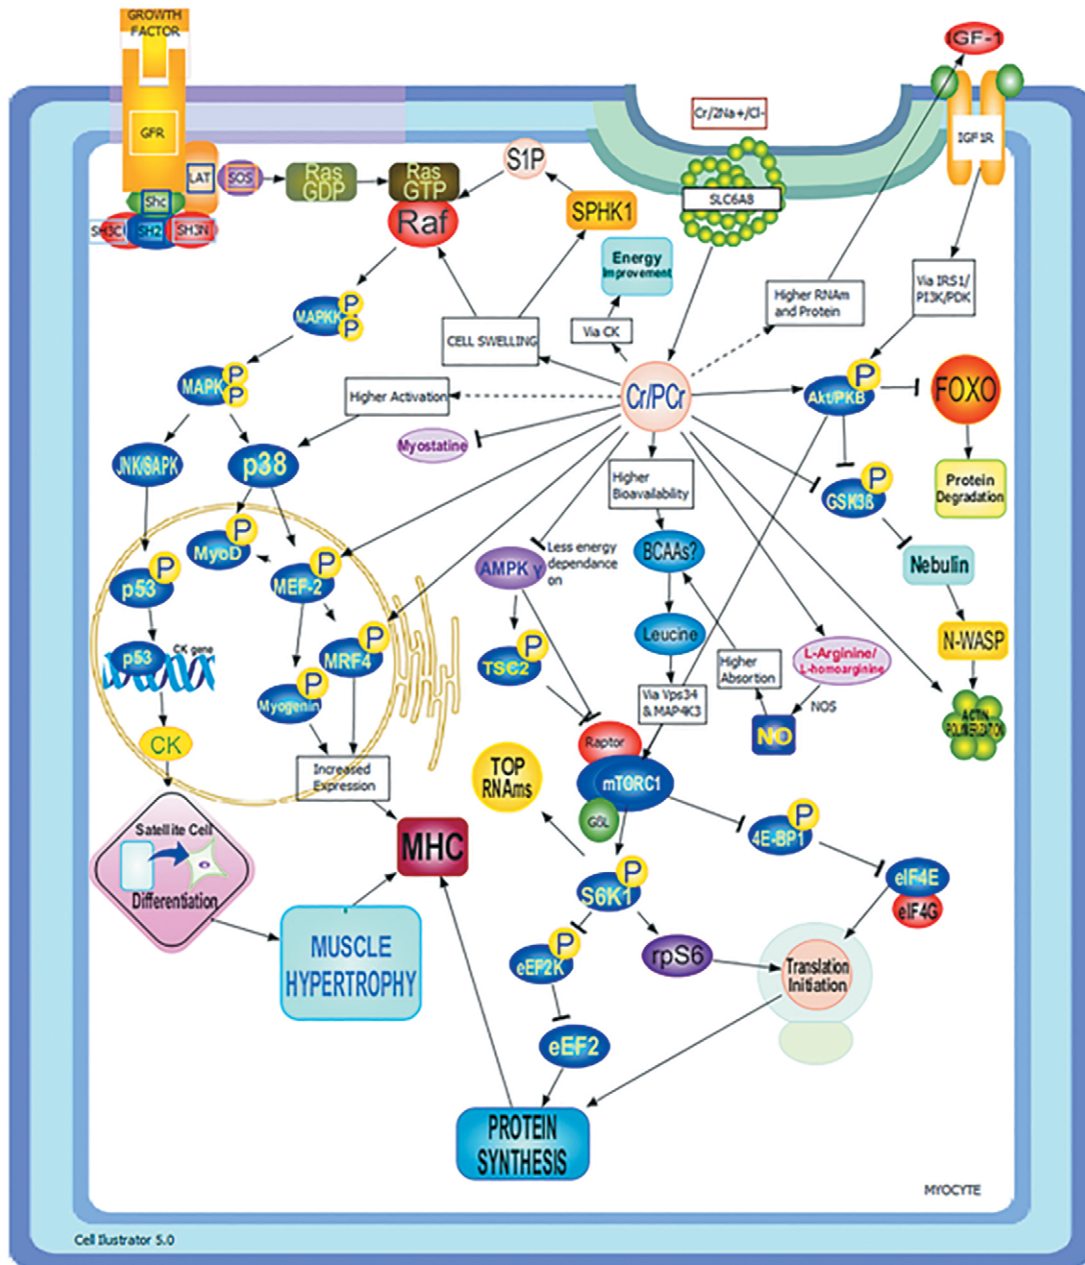 GROWTH
FACTOR
IGF-1
Cr/2Na+/Cl-
GFR
IGF1R
S1P
LAT
SOS
Ras
GDP
Ras
GTP
Shc
SLC6A8
SPHK1
Raf
SH3C
SH2
SH3N
Energy
Improvement
Via IRS1/
PI3K/PDK
Higher RNAm
and Protein
MAPKK
P
P
Via CK
CELL SWELLING
MAPK
P
P
Higher Activation
Cr/PCr
Akt/PKB
P
FOXO
Myostatine
JNK/SAPK
p38
Higher
Bioavailability
GSK3ß
P
Protein
Degradation
MyoD
P
BCAAs?
Less energy
dependance
on
AMPK γ
Nebulin
p53
P
MEF-2
P
Leucine
N-WASP
p53
CK gene
MRF4
P
TSC2
P
L-Arginine/
L-homoarginine
Higher
Absortion
Myogenin
P
Via Vps34
& MAP4K3
NOS
NO
ACTIN
POLIMERIZATION
CK
Raptor
TOP
RNAms
mTORC1
Increased
Expression
GβL
4E-BP1
P
Satellite Cell
Differentiation
MHC
S6K1
P
eIF4E
eIF4G
MUSCLE
HYPERTROPHY
eEF2K
P
rpS6
Translation
Initiation
eEF2
PROTEIN
SYNTHESIS
MYOCYTE
Cell Ilustrator 5.0